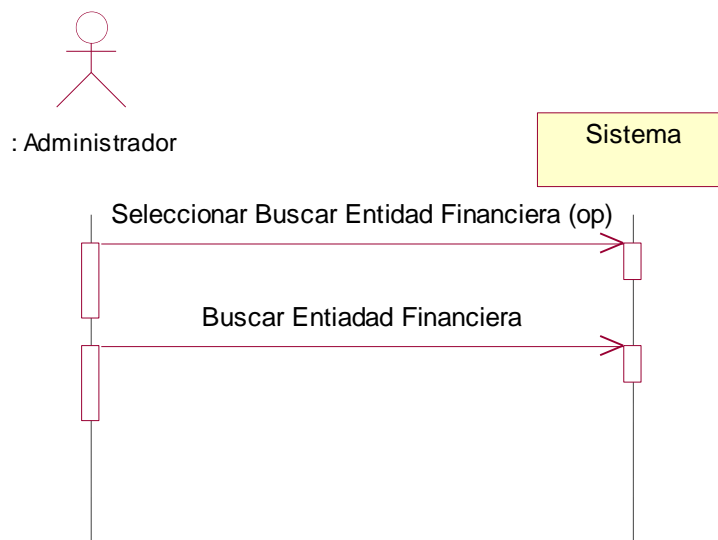 : Administrador
Sistema
Seleccionar Buscar Entidad Financiera (op)
Buscar Entiadad Financiera